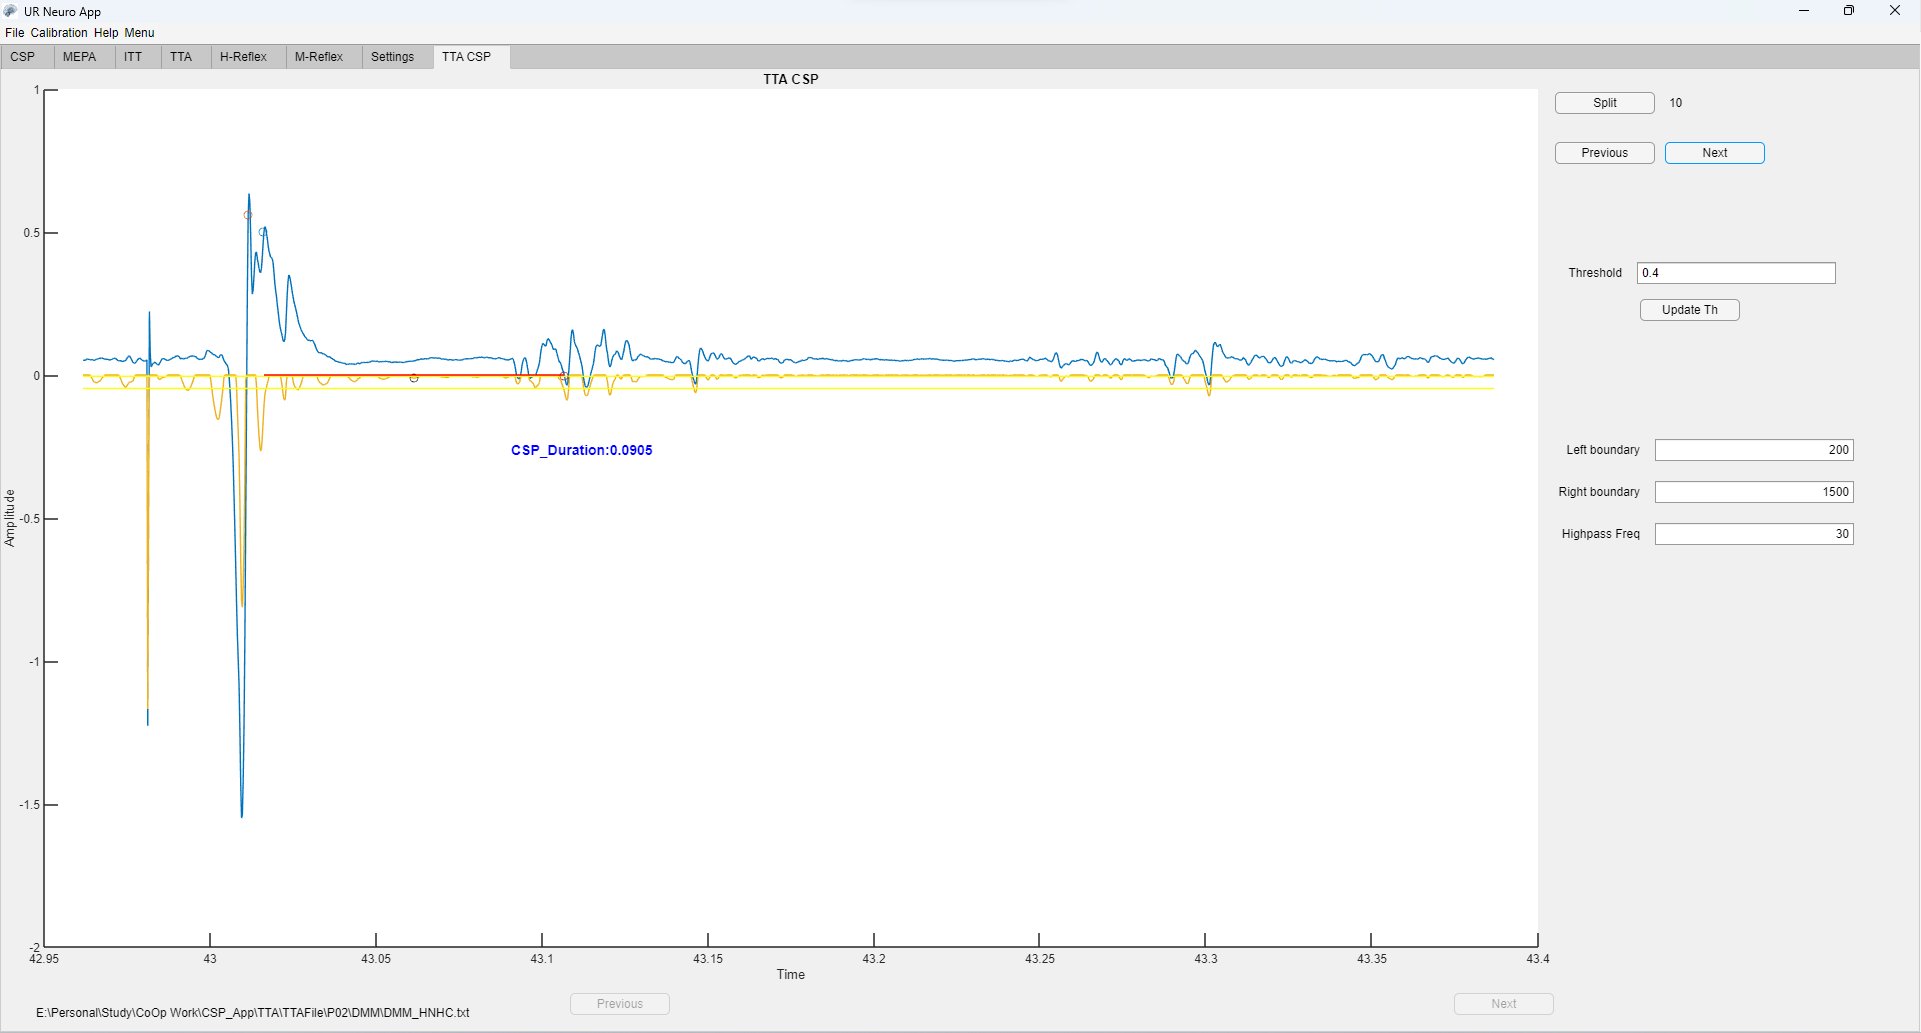 UR Neuro App
File Calibration Help Menu
CSP MEPA ITT TTA H-Reflex M-Reflex Settings TTA CSP
TTA CSP
1
0.5
0
-0.5
-1
-1.5
-2
Amplitude
42.95 43 43.05 43.1 43.15 43.2 43.25 43.3 43.35 43.4
Time
CSP_Duration:0.0905
Split 10
Previous Next
Threshold 0.4
Update Th
Left boundary 200
Right boundary 1500
Highpass Freq 30
Previous Next
E:\Personal\Study\CoOp Work\CSP_App\TTA\TTAFile\P02\DMM\DMM_HNHC.txt